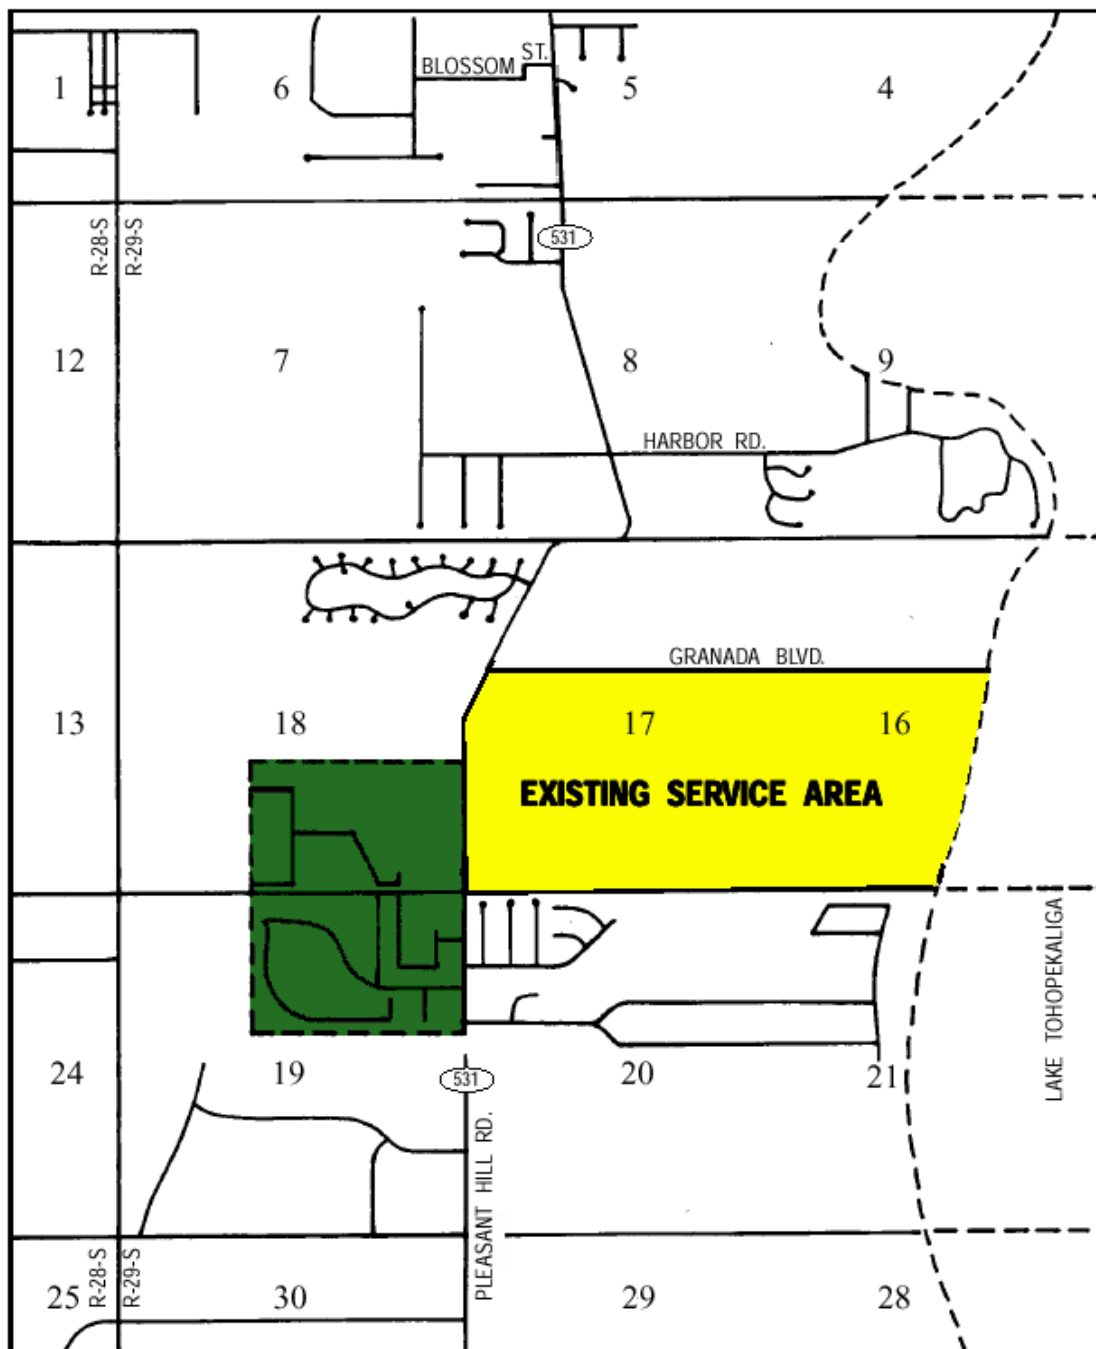 BLOSSOM ST.
1
6
5
4
R-28-S
R-29-S
531
12
7
8
9
HARBOR RD.
GRANADA BLVD.
13
18
17
16
EXISTING SERVICE AREA
LAKE TOHOPEKALIGA
24
19
531
20
21
PLEASANT HILL RD.
R-28-S
R-29-S
25
30
29
28